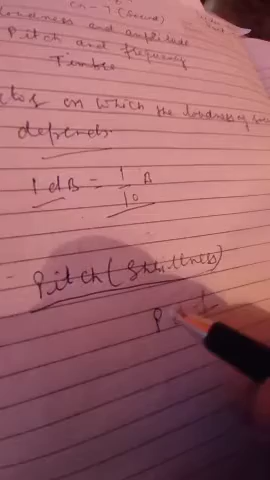 Ch-7 (Sound)
Loudness and amplitude
Pitch and frequency
Timbre
on which the loudness of
depends
1 dB = 1/10 B
Pitch (Shrillness)
P